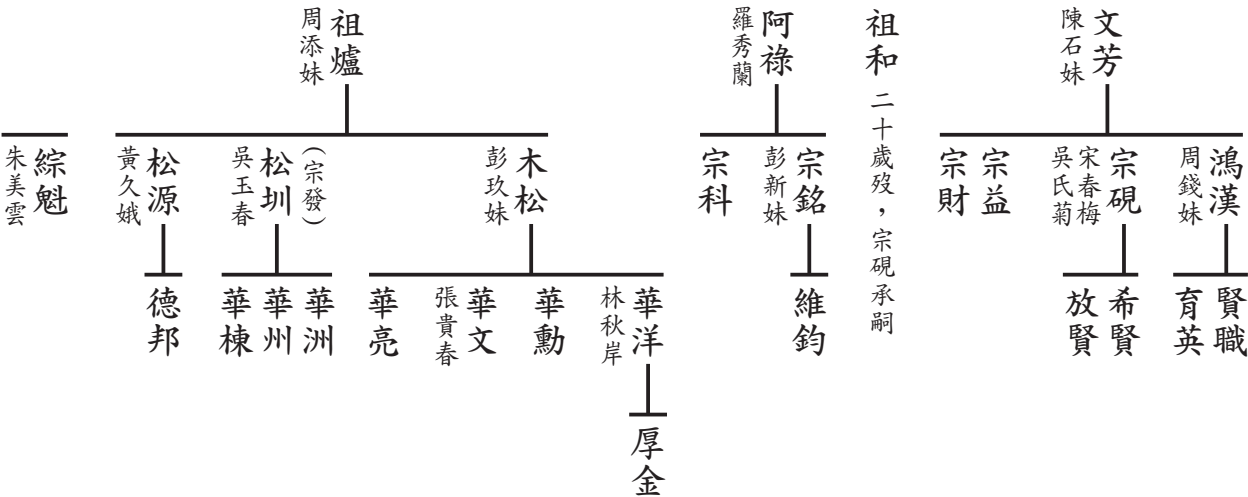 文芳
陳石妹
祖和 二十歲歿，宗硯承嗣
阿祿
羅秀蘭
祖爐
周添妹
鴻漢
周錢妹
宗硯
宋春梅
吳氏菊
宗益
宗財
宗銘
彭新妹
宗科
木松
彭玖妹
(宗發)
松圳
吳玉春
松源
黃久娥
綜魁
朱美雲
賢職
育英
希賢
放賢
維鈞
華洋
林秋岸
華勳
華文
張貴春
華亮
華洲
華州
華棟
德邦
厚金